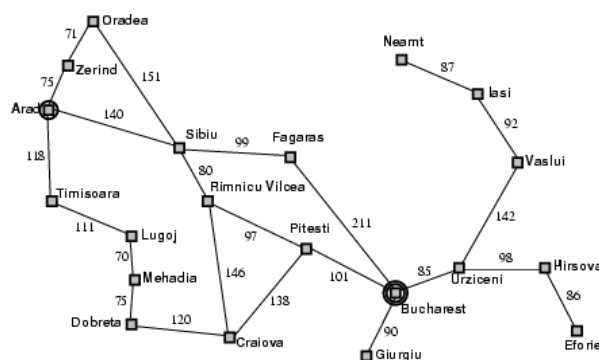 Oradea
71
Neamt
87
Zerind
75
151
Iasi
Arad
140
92
Sibiu
Fagaras
99
118
Vaslui
80
Timisoara
Rimnicu Vilcea
111
Lugoj
97
Pitesti
211
142
70
98
Hirsova
Mehadia
146
101
85
Urziceni
75
138
86
Bucharest
Dobreta
120
90
Craiova
Eforie
Giurgiu